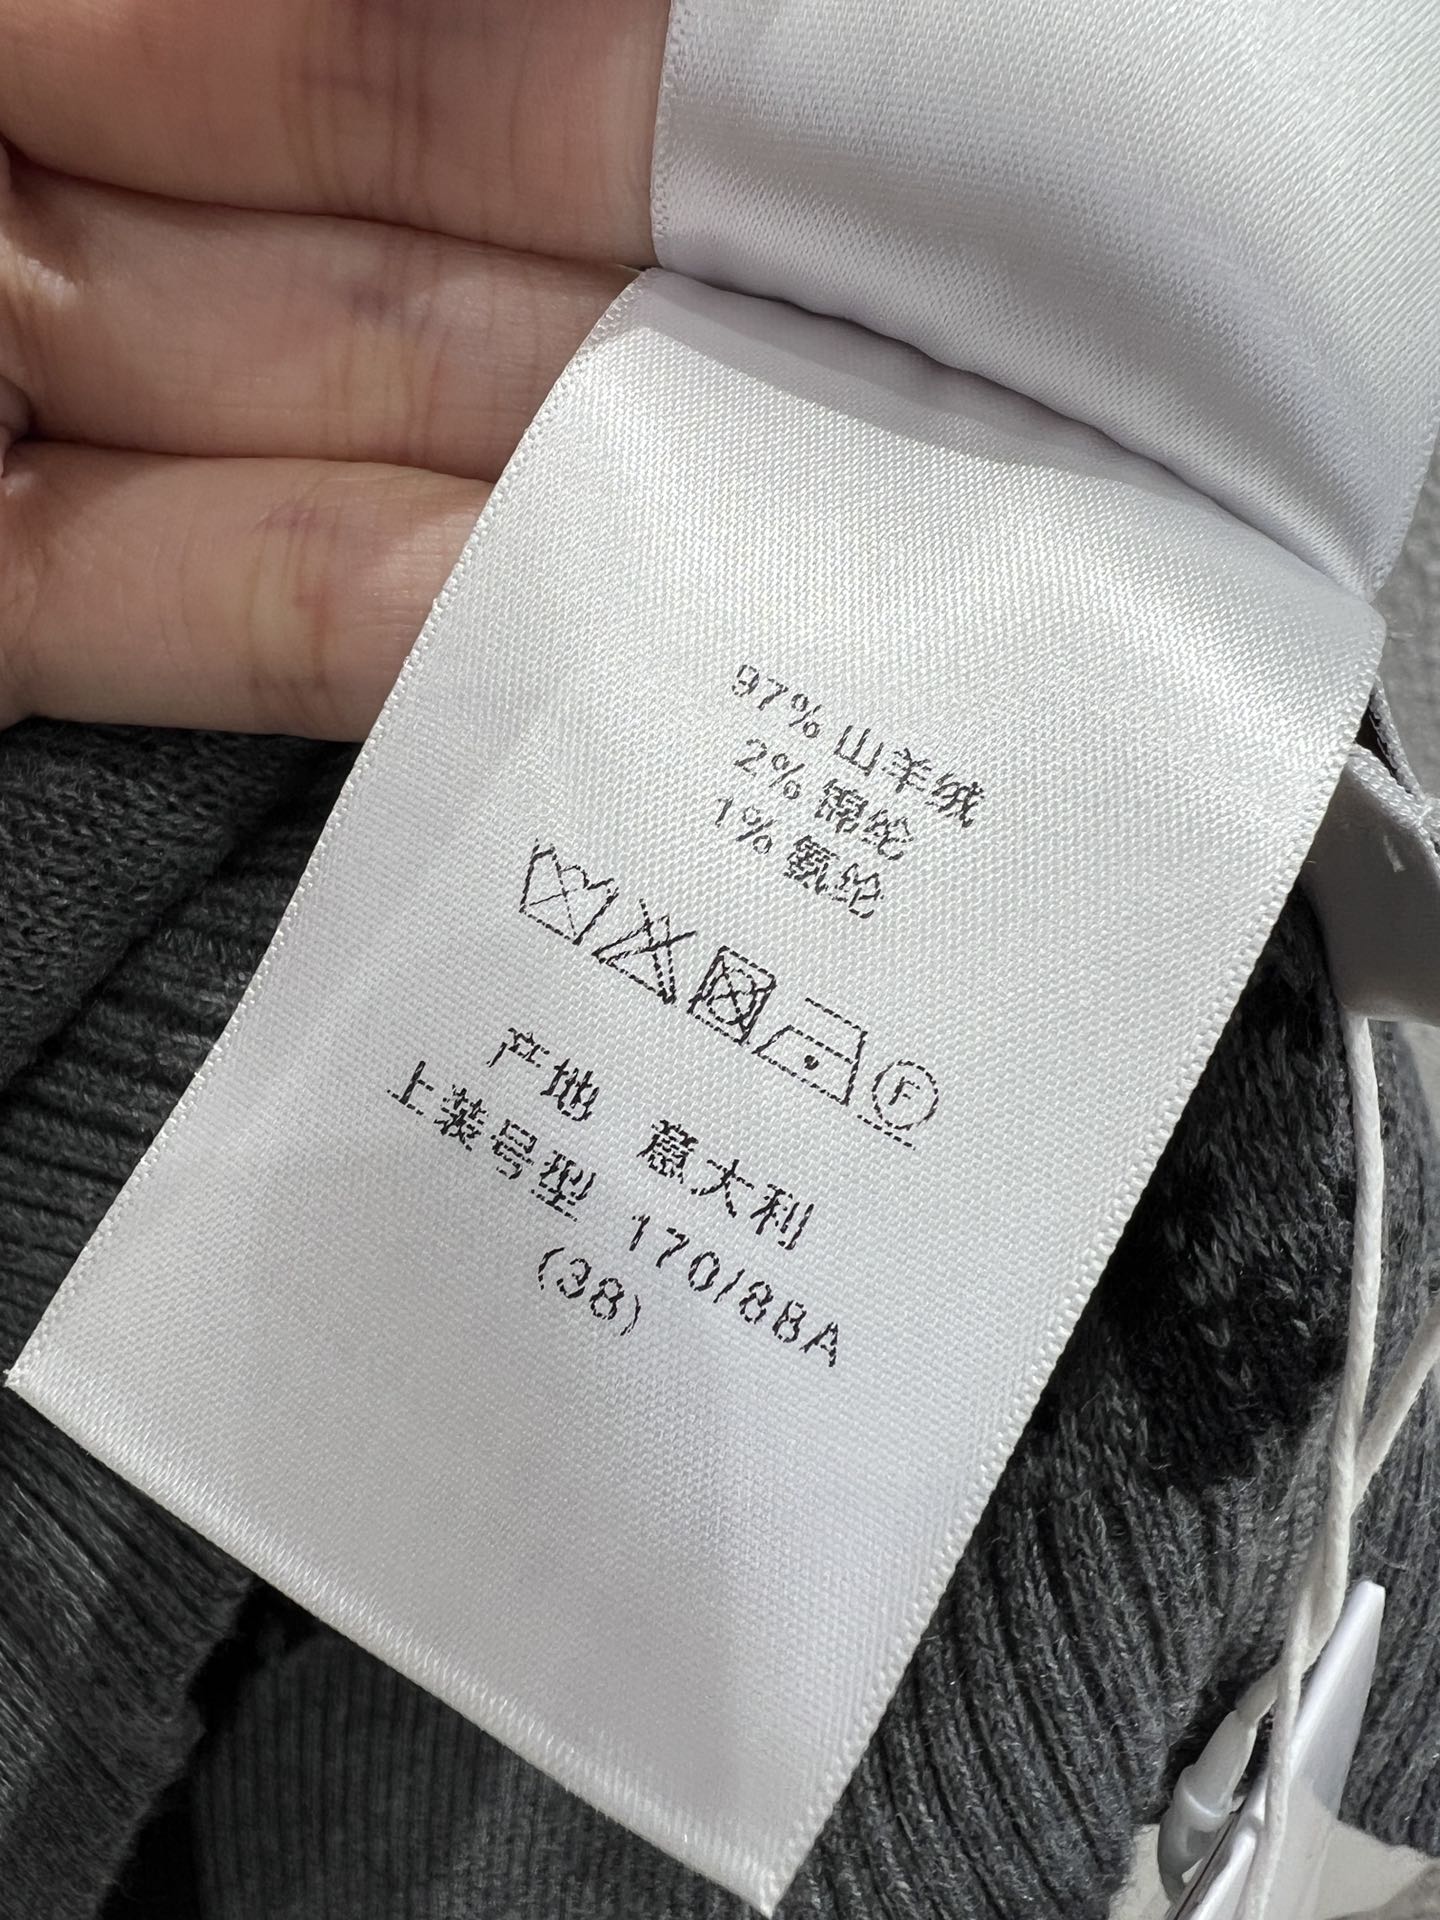 97% 山羊绒
2% 锦纶
1% 氨纶
F
产地 意大利
上装号型 170/88A
(38)